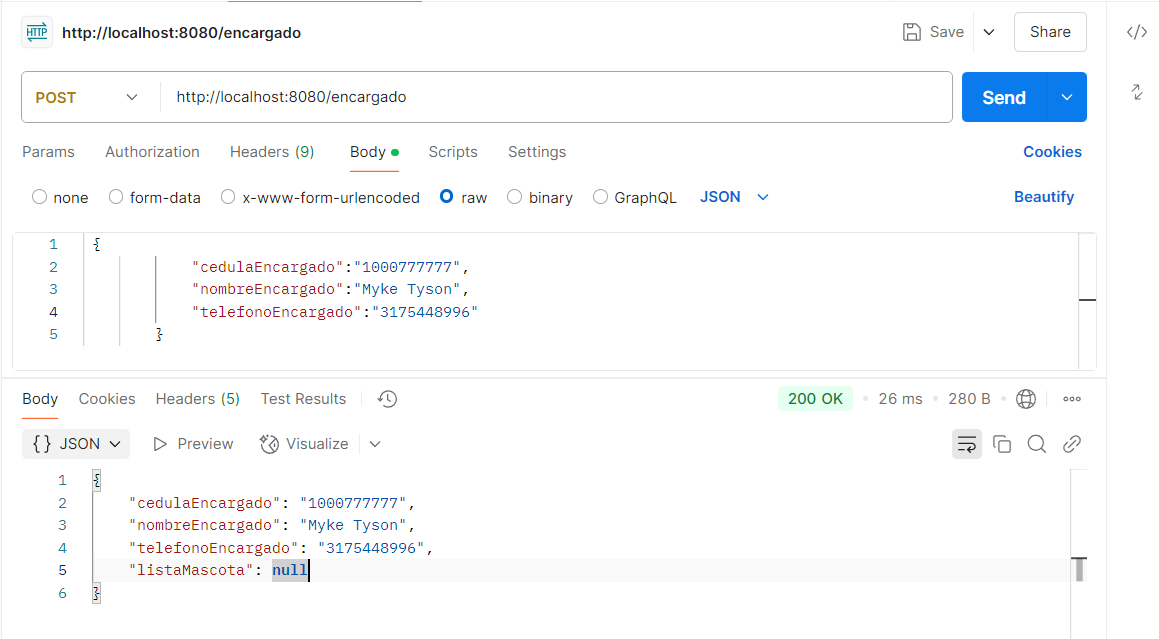 HTTP http://localhost:8080/encargado Save Share
POST http://localhost:8080/encargado Send
Params Authorization Headers (9) Body Scripts Settings Cookies
none form-data x-www-form-urlencoded raw binary GraphQL JSON Beautify
1 {
2 "cedulaEncargado":"1000777777",
3 "nombreEncargado":"Myke Tyson",
4 "telefonoEncargado":"3175448996"
5 }
Body Cookies Headers (5) Test Results 200 OK 26 ms 280 B
{} JSON Preview Visualize
1 {
2 "cedulaEncargado": "1000777777",
3 "nombreEncargado": "Myke Tyson",
4 "telefonoEncargado": "3175448996",
5 "listaMascota": null
6 }